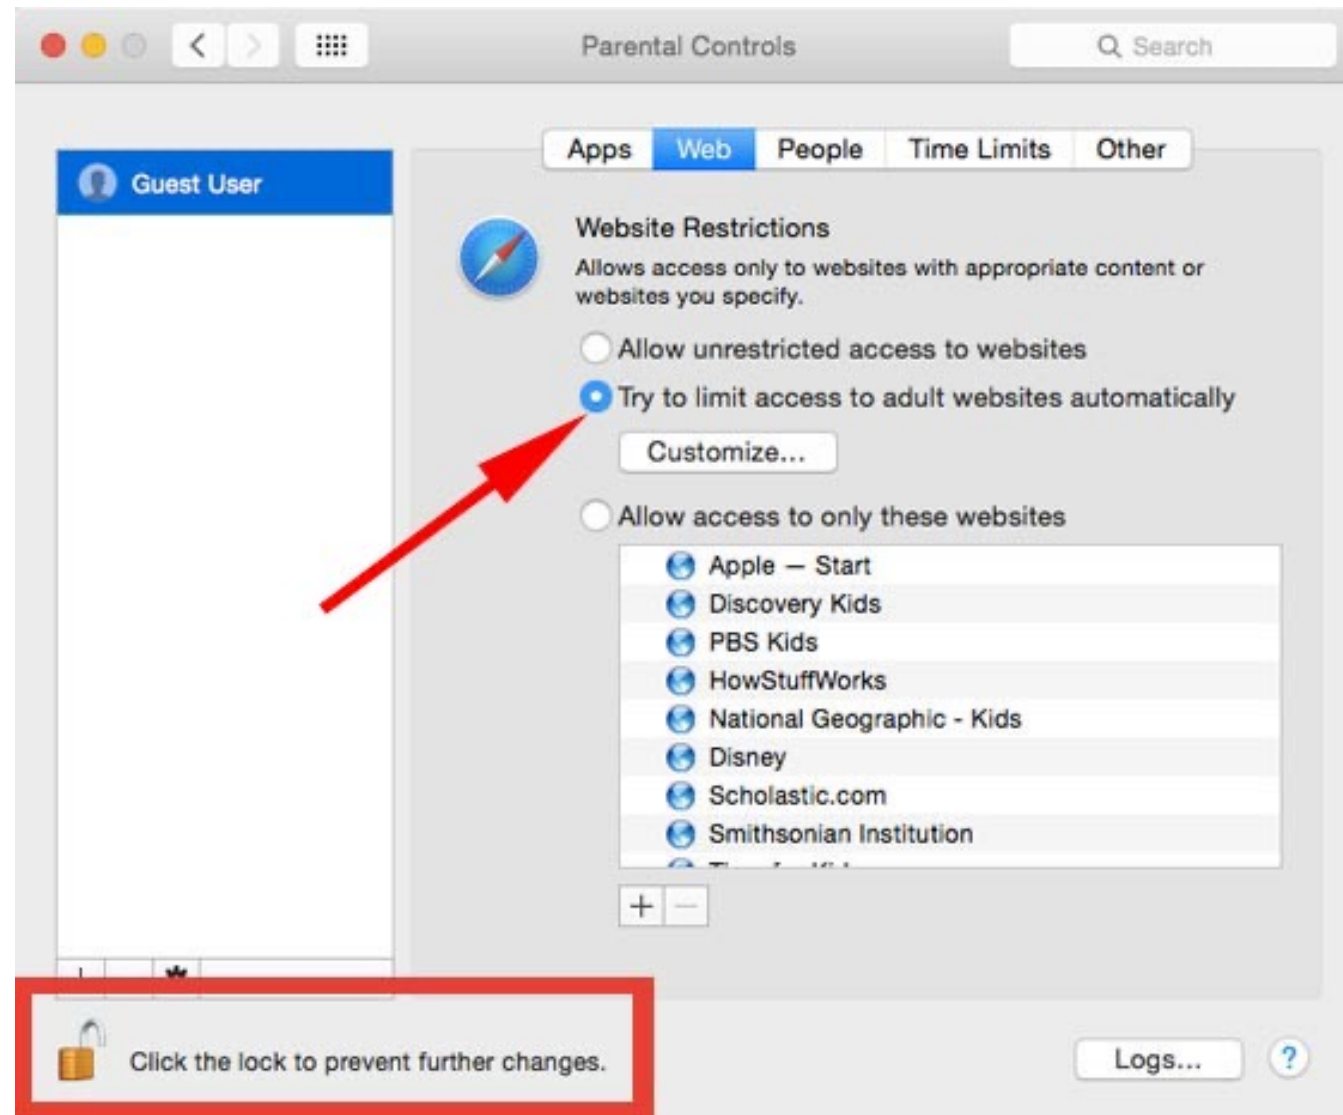 Parental Controls
Search
Apps Web People Time Limits Other
Guest User
Website Restrictions
Allows access only to websites with appropriate content or
websites you specify.
Allow unrestricted access to websites
Try to limit access to adult websites automatically
Customize...
Allow access to only these websites
Apple — Start
Discovery Kids
PBS Kids
HowStuffWorks
National Geographic - Kids
Disney
Scholastic.com
Smithsonian Institution
Click the lock to prevent further changes.
Logs... ?